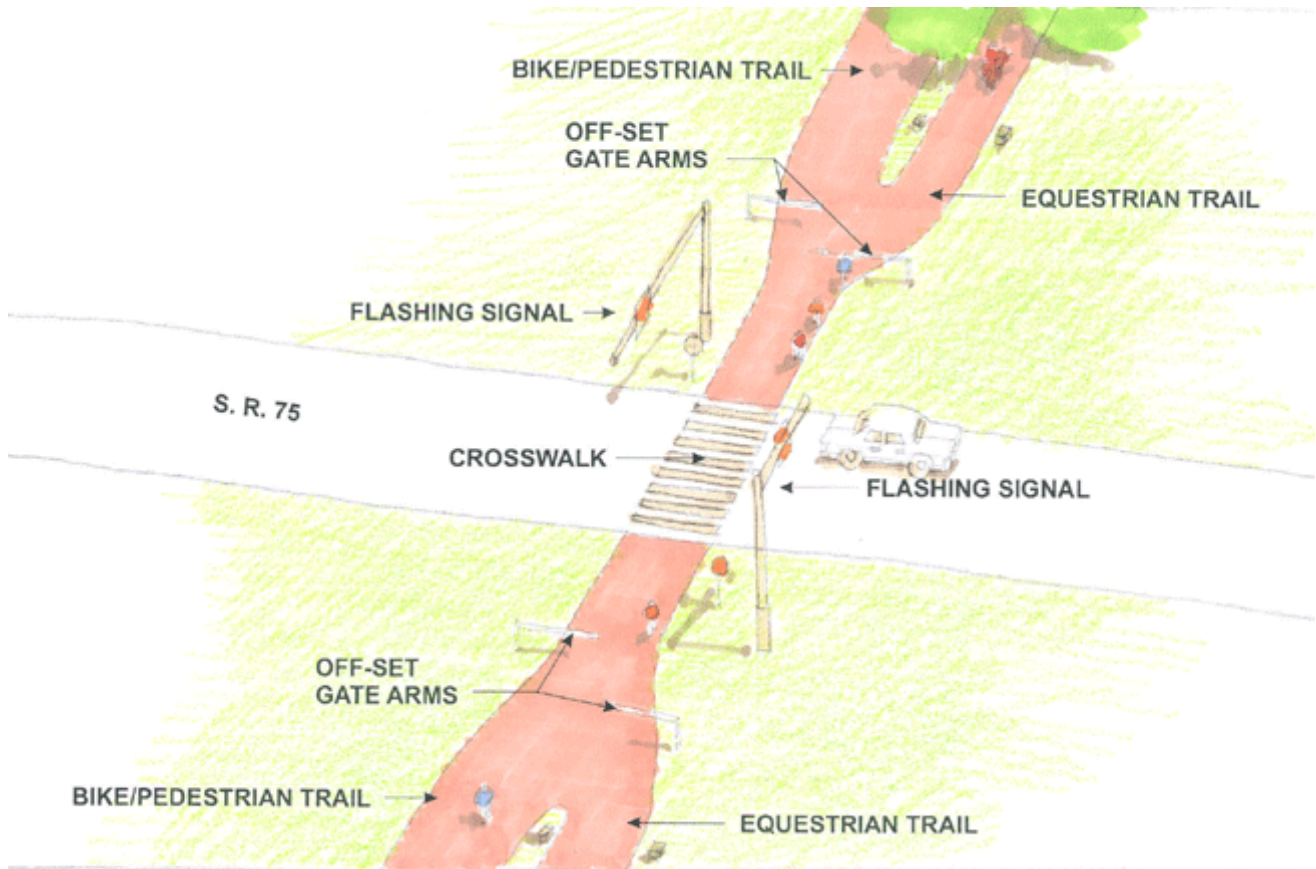 BIKE/PEDESTRIAN TRAIL
OFF-SET
GATE ARMS
EQUESTRIAN TRAIL
FLASHING SIGNAL
S. R. 75
CROSSWALK
FLASHING SIGNAL
OFF-SET
GATE ARMS
BIKE/PEDESTRIAN TRAIL
EQUESTRIAN TRAIL